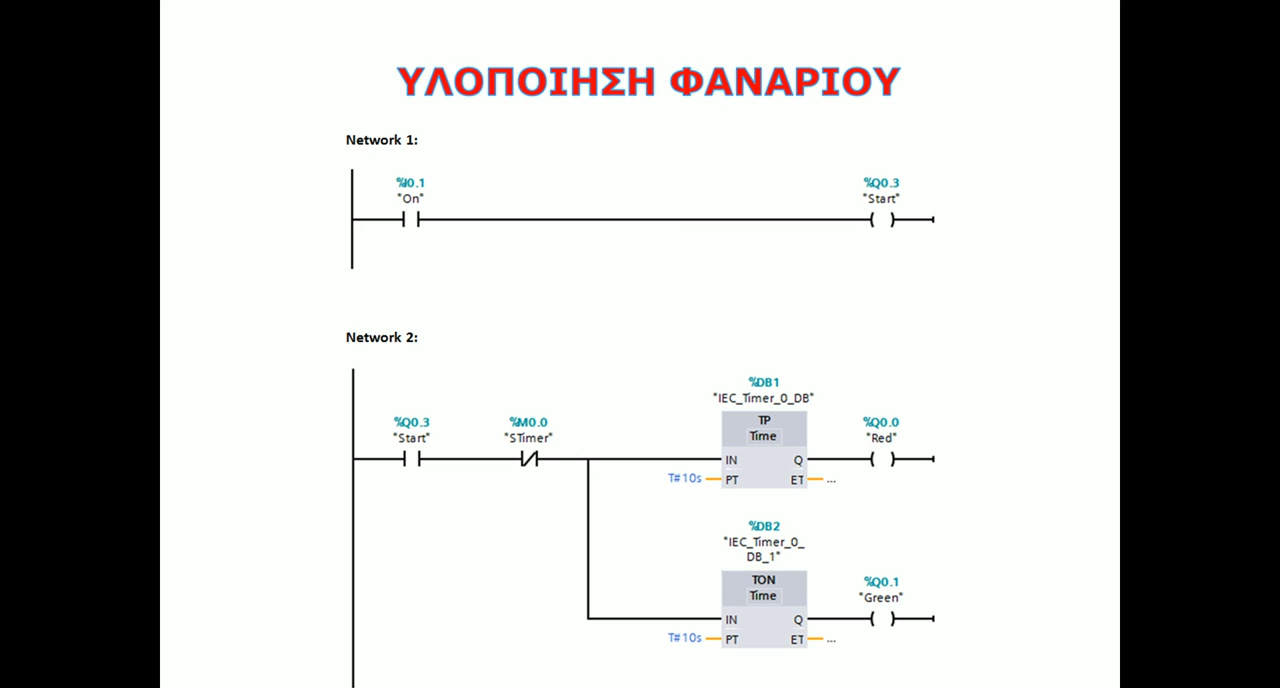 ΥΛΟΠΟΙΗΣΗ ΦΑΝΑΡΙΟΥ
Network 1:
%I0.1
"On"
%Q0.3
"Start"
Network 2:
%DB1
"IEC_Timer_0_DB"
%Q0.3
"Start"
%M0.0
"STimer"
TP
Time
%Q0.0
"Red"
IN
Q
T#10s
PT
ET
...
%DB2
"IEC_Timer_0_
DB_1"
TON
Time
%Q0.1
"Green"
IN
Q
T#10s
PT
ET
...